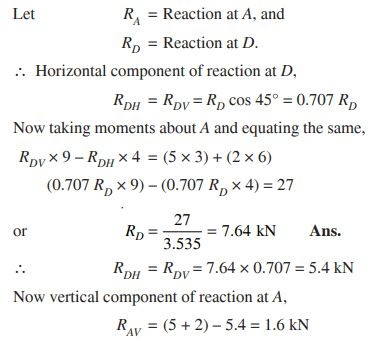 Let R_A = Reaction at A, and
R_D = Reaction at D.
∴ Horizontal component of reaction at D,
R_DH = R_DV = R_D cos 45° = 0.707 R_D
Now taking moments about A and equating the same,
R_DV × 9 – R_DH × 4 = (5 × 3) + (2 × 6)
(0.707 R_D × 9) – (0.707 R_D × 4) = 27
or R_D = 27/3.535 = 7.64 kN Ans.
∴ R_DH = R_DV = 7.64 × 0.707 = 5.4 kN
Now vertical component of reaction at A,
R_AV = (5 + 2) – 5.4 = 1.6 kN